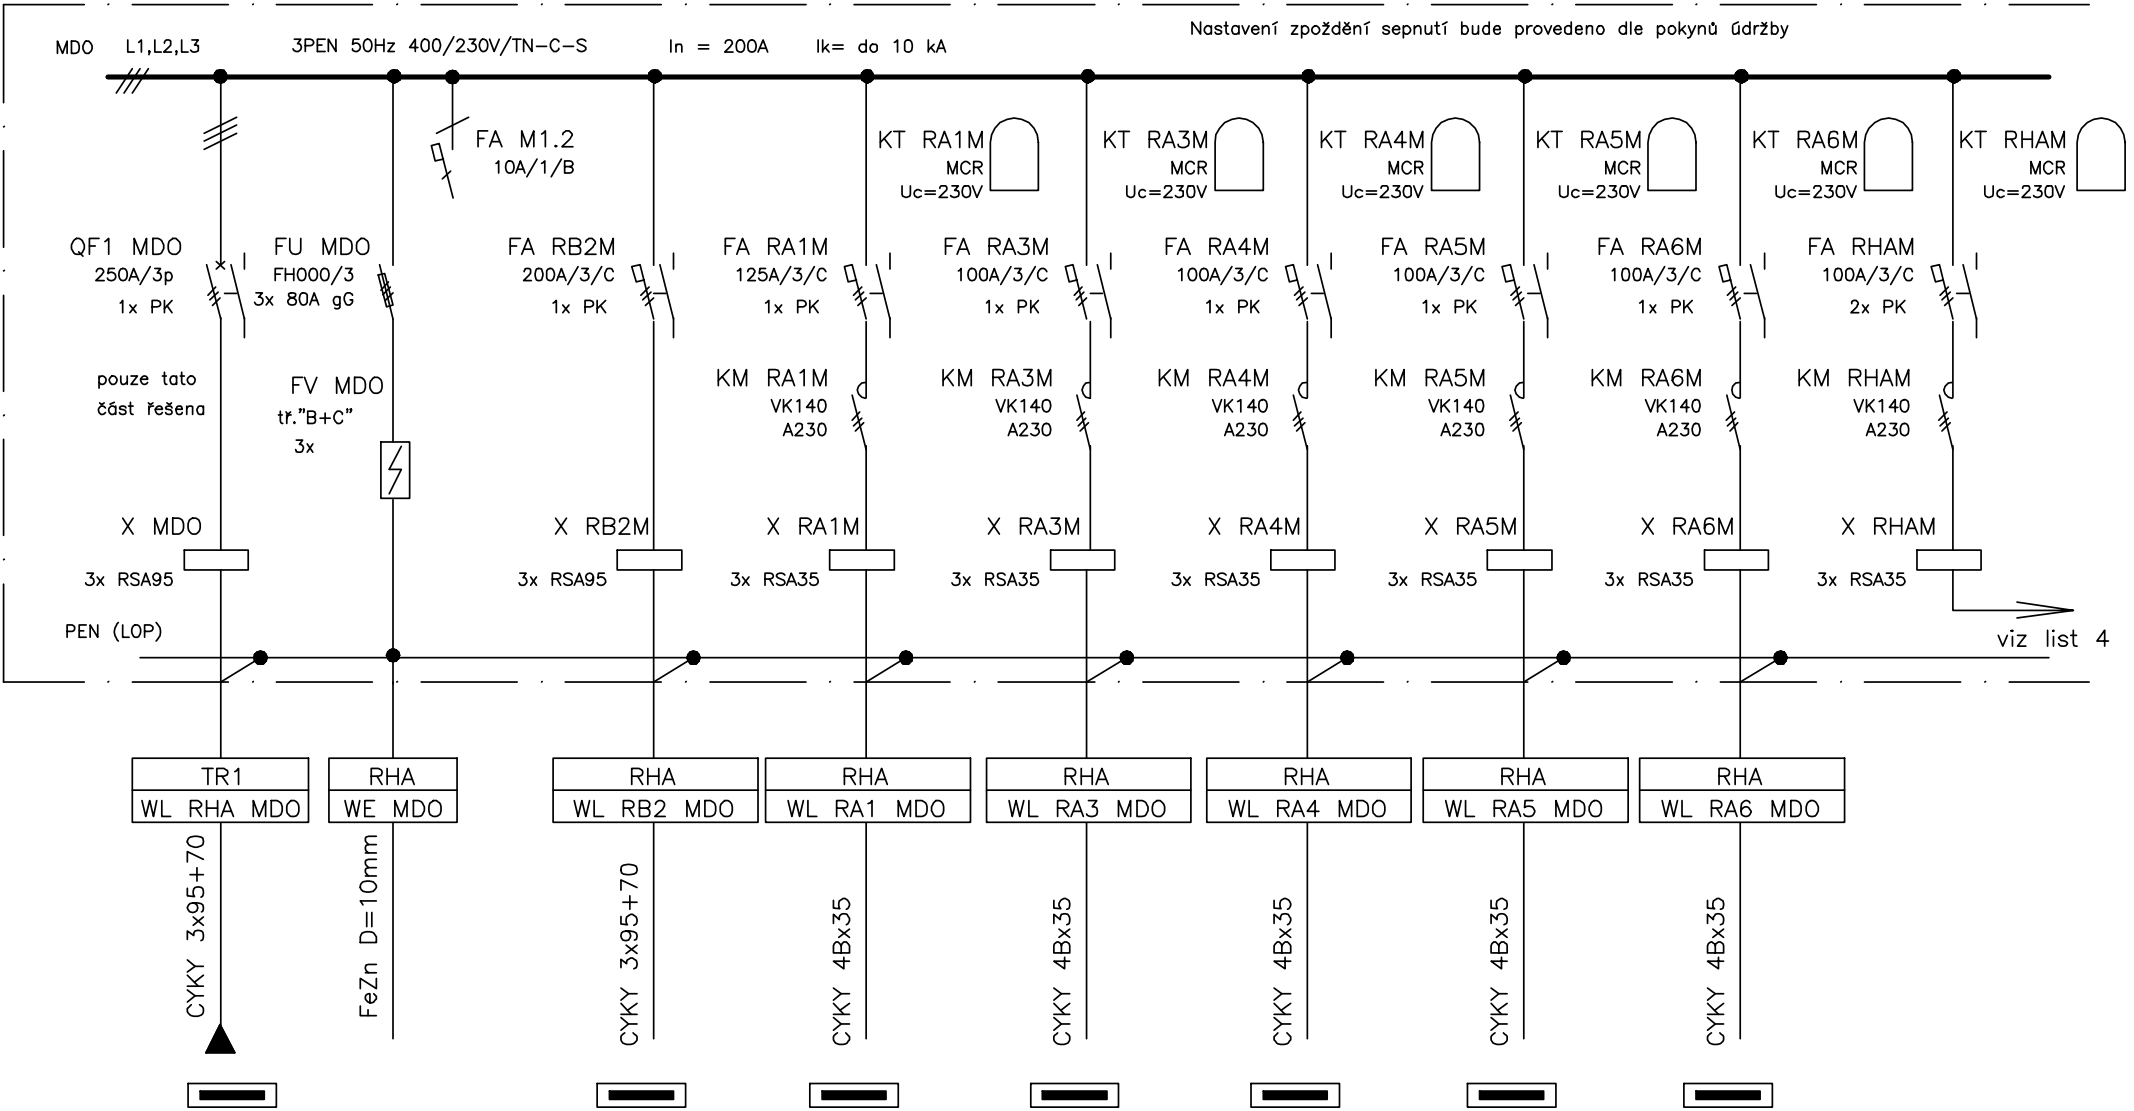 Nastavení zpoždění sepnutí bude provedeno dle pokynů údržby
MDO L1,L2,L3 3PEN 50Hz 400/230V/TN-C-S In = 200A Ik= do 10 kA
FA M1.2
10A/1/B
KT RA1M
MCR
Uc=230V
KT RA3M
MCR
Uc=230V
KT RA4M
MCR
Uc=230V
KT RA5M
MCR
Uc=230V
KT RA6M
MCR
Uc=230V
KT RHAM
MCR
Uc=230V
QF1 MDO
250A/3p
1x PK
FU MDO
FH000/3
3x 80A gG
FA RB2M
200A/3/C
1x PK
FA RA1M
125A/3/C
1x PK
FA RA3M
100A/3/C
1x PK
FA RA4M
100A/3/C
1x PK
FA RA5M
100A/3/C
1x PK
FA RA6M
100A/3/C
1x PK
FA RHAM
100A/3/C
2x PK
pouze tato
část řešena
FV MDO
tř."B+C"
3x
KM RA1M
VK140
A230
KM RA3M
VK140
A230
KM RA4M
VK140
A230
KM RA5M
VK140
A230
KM RA6M
VK140
A230
KM RHAM
VK140
A230
X MDO
3x RSA95
X RB2M
3x RSA95
X RA1M
3x RSA35
X RA3M
3x RSA35
X RA4M
3x RSA35
X RA5M
3x RSA35
X RA6M
3x RSA35
X RHAM
3x RSA35
viz list 4
PEN (LOP)
TR1
WL RHA MDO
RHA
WE MDO
RHA
WL RB2 MDO
RHA
WL RA1 MDO
RHA
WL RA3 MDO
RHA
WL RA4 MDO
RHA
WL RA5 MDO
RHA
WL RA6 MDO
CYKY 3x95+70
FeZn D=10mm
CYKY 3x95+70
CYKY 4Bx35
CYKY 4Bx35
CYKY 4Bx35
CYKY 4Bx35
CYKY 4Bx35